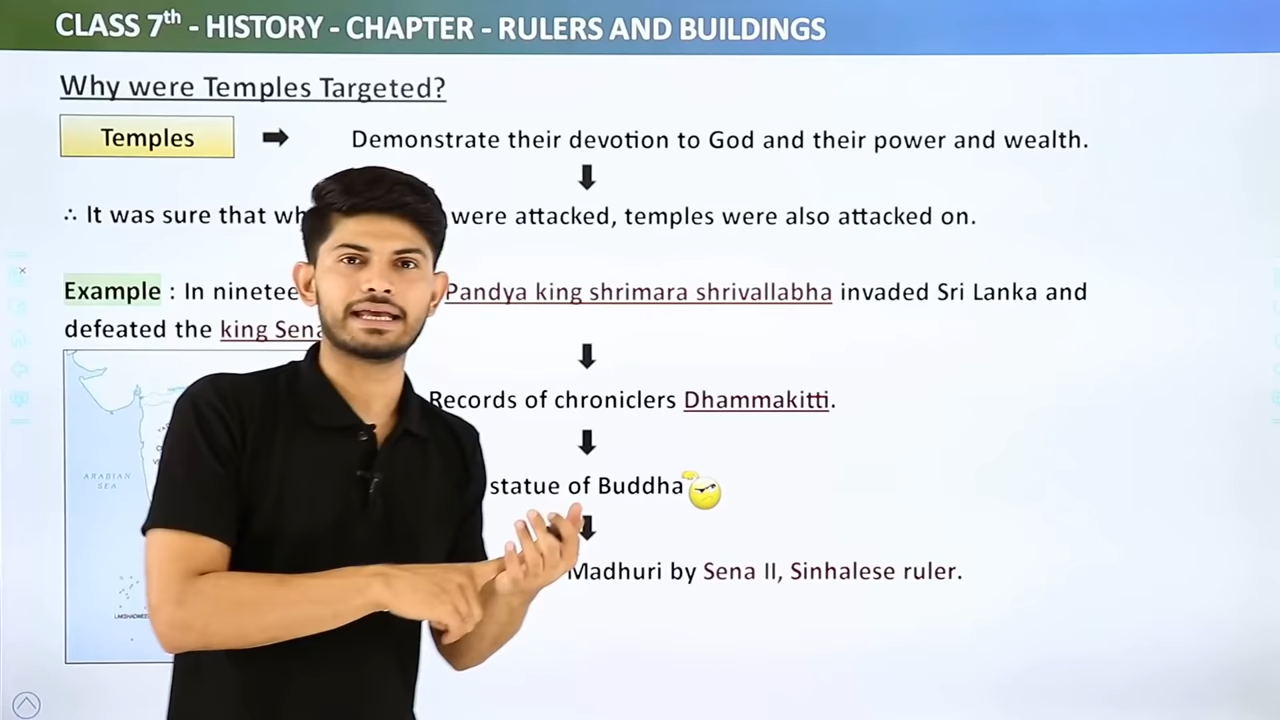 CLASS 7th - HISTORY - CHAPTER - RULERS AND BUILDINGS
Why were Temples Targeted?
Temples
Demonstrate their devotion to God and their power and wealth.
∴ It was sure that were attacked, temples were also attacked on.
Example : In Pandya king shrimara shrivallabha invaded Sri Lanka and
defeated the king
Records of chroniclers Dhammakitti.
statue of Buddha
ARABIAN
SEA
Madhuri by Sena II, Sinhalese ruler.